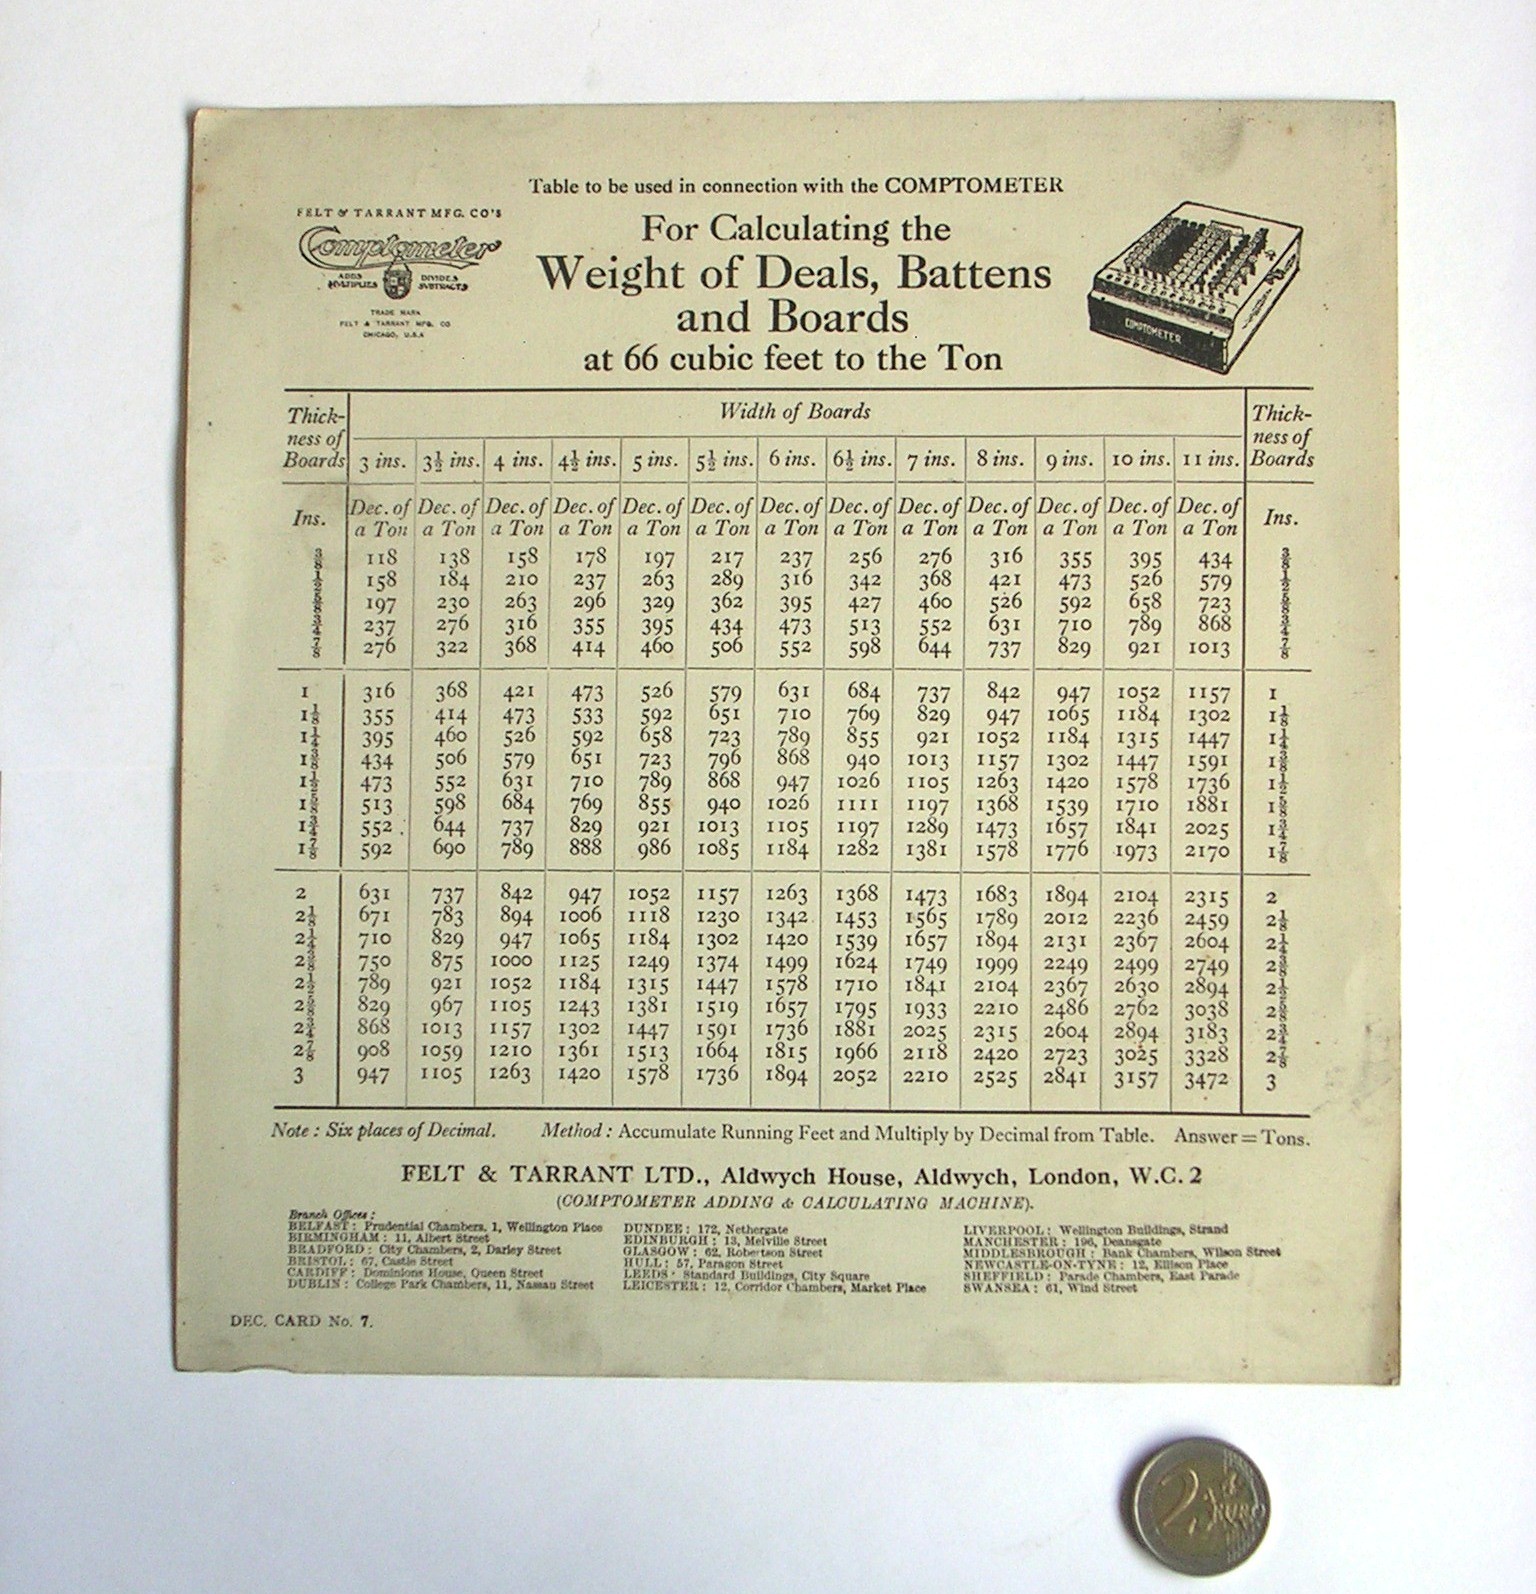 Table to be used in connection with the COMPTOMETER
FELT & TARRANT MFG. CO'S
Comptometer
ADDS DIVIDES
MULTIPLIES SUBTRACTS
TRADE MARK
FELT & TARRANT MFG. CO
CHICAGO, U.S.A
For Calculating the
Weight of Deals, Battens
and Boards
at 66 cubic feet to the Ton
COMPTOMETER
Thick-ness of Boards Width of Boards Thick-ness of Boards
3 ins. 3½ ins. 4 ins. 4½ ins. 5 ins. 5½ ins. 6 ins. 6½ ins. 7 ins. 8 ins. 9 ins. 10 ins. 11 ins.
Ins. Dec. of a Ton Dec. of a Ton Dec. of a Ton Dec. of a Ton Dec. of a Ton Dec. of a Ton Dec. of a Ton Dec. of a Ton Dec. of a Ton Dec. of a Ton Dec. of a Ton Dec. of a Ton Dec. of a Ton Ins.
⅜ 118 138 158 178 197 217 237 256 276 316 355 395 434 ⅜
½ 158 184 210 237 263 289 316 342 368 421 473 526 579 ½
⅝ 197 230 263 296 329 362 395 427 460 526 592 658 723 ⅝
¾ 237 276 316 355 395 434 473 513 552 631 710 789 868 ¾
⅞ 276 322 368 414 460 506 552 598 644 737 829 921 1013 ⅞
1 316 368 421 473 526 579 631 684 737 842 947 1052 1157 1
1⅛ 355 414 473 533 592 651 710 769 829 947 1065 1184 1302 1⅛
1¼ 395 460 526 592 658 723 789 855 921 1052 1184 1315 1447 1¼
1⅜ 434 506 579 651 723 796 868 940 1013 1157 1302 1447 1591 1⅜
1½ 473 552 631 710 789 868 947 1026 1105 1263 1420 1578 1736 1½
1⅝ 513 598 684 769 855 940 1026 1111 1197 1368 1539 1710 1881 1⅝
1¾ 552 644 737 829 921 1013 1105 1197 1289 1473 1657 1841 2025 1¾
1⅞ 592 690 789 888 986 1085 1184 1282 1381 1578 1776 1973 2170 1⅞
2 631 737 842 947 1052 1157 1263 1368 1473 1683 1894 2104 2315 2
2⅛ 671 783 894 1006 1118 1230 1342 1453 1565 1789 2012 2236 2459 2⅛
2¼ 710 829 947 1065 1184 1302 1420 1539 1657 1894 2131 2367 2604 2¼
2⅜ 750 875 1000 1125 1249 1374 1499 1624 1749 1999 2249 2499 2749 2⅜
2½ 789 921 1052 1184 1315 1447 1578 1710 1841 2104 2367 2630 2894 2½
2⅝ 829 967 1105 1243 1381 1519 1657 1795 1933 2210 2486 2762 3038 2⅝
2¾ 868 1013 1157 1302 1447 1591 1736 1881 2025 2315 2604 2894 3183 2¾
2⅞ 908 1059 1210 1361 1513 1664 1815 1966 2118 2420 2723 3025 3328 2⅞
3 947 1105 1263 1420 1578 1736 1894 2052 2210 2525 2841 3157 3472 3
Note : Six places of Decimal. Method : Accumulate Running Feet and Multiply by Decimal from Table. Answer = Tons.
FELT & TARRANT LTD., Aldwych House, Aldwych, London, W.C. 2
(COMPTOMETER ADDING & CALCULATING MACHINE).
Branch Offices :
BELFAST : Prudential Chambers, 1, Wellington Place
BIRMINGHAM : 11, Albert Street
BRADFORD : City Chambers, 2, Darley Street
BRISTOL : 67, Castle Street
CARDIFF : Dominions House, Queen Street
DUBLIN : College Park Chambers, 11, Nassau Street
DUNDEE : 172, Nethergate
EDINBURGH : 13, Melville Street
GLASGOW : 62, Robertson Street
HULL : 57, Paragon Street
LEEDS : Standard Buildings, City Square
LEICESTER : 12, Corridor Chambers, Market Place
LIVERPOOL : Wellington Buildings, Strand
MANCHESTER : 196, Deansgate
MIDDLESBROUGH : Bank Chambers, Wilson Street
NEWCASTLE-ON-TYNE : 12, Ellison Place
SHEFFIELD : Parade Chambers, East Parade
SWANSEA : 61, Wind Street
DEC. CARD No. 7.
2 EURO